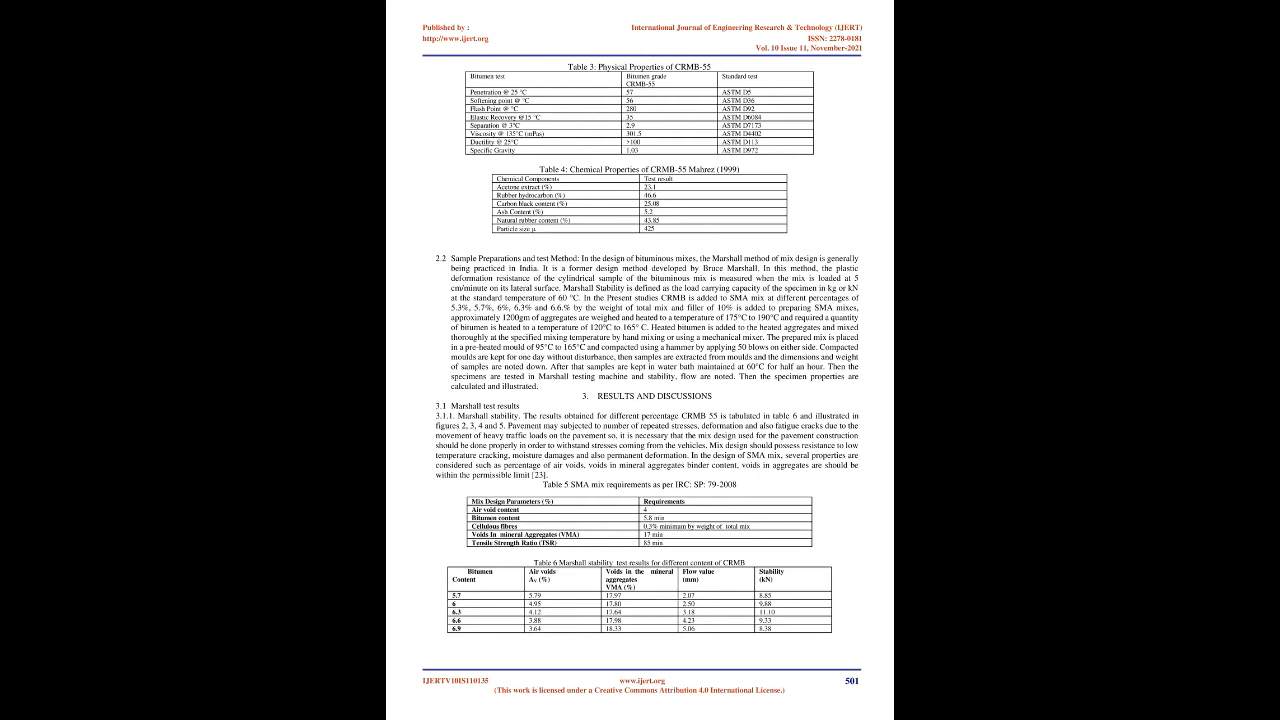 Published by :
International Journal of Engineering Research & Technology (IJERT)
http://www.ijert.org
ISSN: 2278-0181
Vol. 10 Issue 11, November-2021
Table 3: Physical Properties of CRMB-55
Bitumen test Bitumen grade CRMB-55 Standard test
Penetration @ 25 °C 57 ASTM D5
Softening point @ °C 56 ASTM D36
Flash Point @ °C 280 ASTM D92
Elastic Recovery @15 °C 35 ASTM D6084
Separation @ 3°C 2.9 ASTM D7173
Viscosity @ 135°C (mPas) 301.5 ASTM D4402
Ductility @ 25°C >100 ASTM D113
Specific Gravity 1.03 ASTM D972
Table 4: Chemical Properties of CRMB-55 Mahrez (1999)
Chemical Components Test result
Acetone extract (%) 23.1
Rubber hydrocarbon (%) 46.6
Carbon black content (%) 25.08
Ash Content (%) 5.2
Natural rubber content (%) 43.85
Particle size µ 425
2.2 Sample Preparations and test Method: In the design of bituminous mixes, the Marshall method of mix design is generally
being practiced in India. It is a former design method developed by Bruce Marshall. In this method, the plastic
deformation resistance of the cylindrical sample of the bituminous mix is measured when the mix is loaded at 5
cm/minute on its lateral surface. Marshall Stability is defined as the load carrying capacity of the specimen in kg or kN
at the standard temperature of 60 °C. In the Present studies CRMB is added to SMA mix at different percentages of
5.3%, 5.7%, 6%, 6.3% and 6.6.% by the weight of total mix and filler of 10% is added to preparing SMA mixes,
approximately 1200gm of aggregates are weighed and heated to a temperature of 175°C to 190°C and required a quantity
of bitumen is heated to a temperature of 120°C to 165° C. Heated bitumen is added to the heated aggregates and mixed
thoroughly at the specified mixing temperature by hand mixing or using a mechanical mixer. The prepared mix is placed
in a pre-heated mould of 95°C to 165°C and compacted using a hammer by applying 50 blows on either side. Compacted
moulds are kept for one day without disturbance, then samples are extracted from moulds and the dimensions and weight
of samples are noted down. After that samples are kept in water bath maintained at 60°C for half an hour. Then the
specimens are tested in Marshall testing machine and stability, flow are noted. Then the specimen properties are
calculated and illustrated.
3. RESULTS AND DISCUSSIONS
3.1 Marshall test results
3.1.1. Marshall stability. The results obtained for different percentage CRMB 55 is tabulated in table 6 and illustrated in
figures 2, 3, 4 and 5. Pavement may subjected to number of repeated stresses, deformation and also fatigue cracks due to the
movement of heavy traffic loads on the pavement so, it is necessary that the mix design used for the pavement construction
should be done properly in order to withstand stresses coming from the vehicles. Mix design should possess resistance to low
temperature cracking, moisture damages and also permanent deformation. In the design of SMA mix, several properties are
considered such as percentage of air voids, voids in mineral aggregates binder content, voids in aggregates are should be
within the permissible limit [23].
Table 5 SMA mix requirements as per IRC: SP: 79-2008
Mix Design Parameters (%) Requirements
Air void content 4
Bitumen content 5.8 min
Cellulous fibres 0.3% minimum by weight of total mix
Voids In mineral Aggregates (VMA) 17 min
Tensile Strength Ratio (TSR) 85 min
Table 6 Marshall stability test results for different content of CRMB
Bitumen Content Air voids Av (%) Voids in the mineral aggregates VMA (%) Flow value (mm) Stability (kN)
5.7 5.79 17.97 2.07 8.85
6 4.95 17.80 2.50 9.88
6.3 4.12 17.64 3.18 11.10
6.6 3.88 17.98 4.23 9.33
6.9 3.64 18.33 5.06 8.38
IJERTV10IS110135
www.ijert.org
501
(This work is licensed under a Creative Commons Attribution 4.0 International License.)